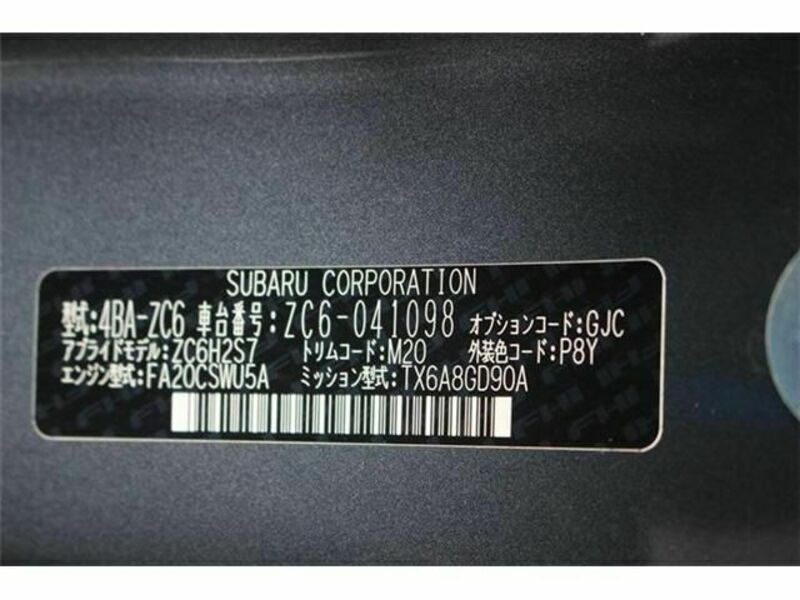 SUBARU CORPORATION
型式:4BA-ZC6 車台番号:ZC6-041098 オプションコード:GJC
アプライドモデル:ZC6H2S7 トリムコード:M20 外装色コード:P8Y
エンジン型式:FA20CSWU5A ミッション型式:TX6A8GD90A